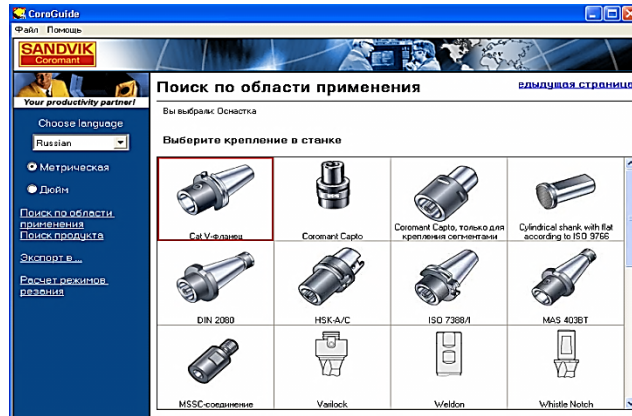 CoroGuide
Файл Помощь
SANDVIK
Coromant
Your productivity partner!
Choose language
Russian
Метрическая
Дюйм
Поиск по области
применения
Поиск продукта
Экспорт в ...
Расчет режимов
резания
Поиск по области применения
едыдущая страница
Вы выбрали: Оснастка
Выберите крепление в станке
Cat V-фланец
Coromant Capto
Coromant Capto, только для
крепления сегментами
Cylindrical shank with flat
according to ISO 9766
DIN 2080
HSK-A/C
ISO 7388/1
MAS 403BT
MSSC-соединение
Varilock
Weldon
Whistle Notch